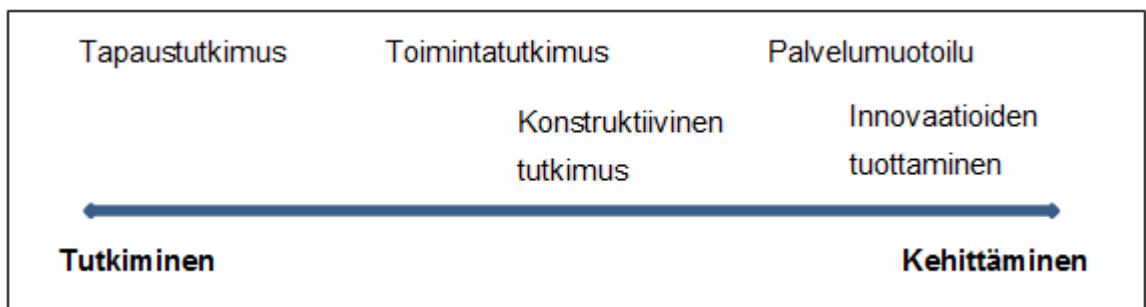 Tapaustutkimus
Toimintatutkimus
Palvelumuotoilu
Konstruktiivinen
tutkimus
Innovaatioiden
tuottaminen
Tutkiminen
Kehittäminen